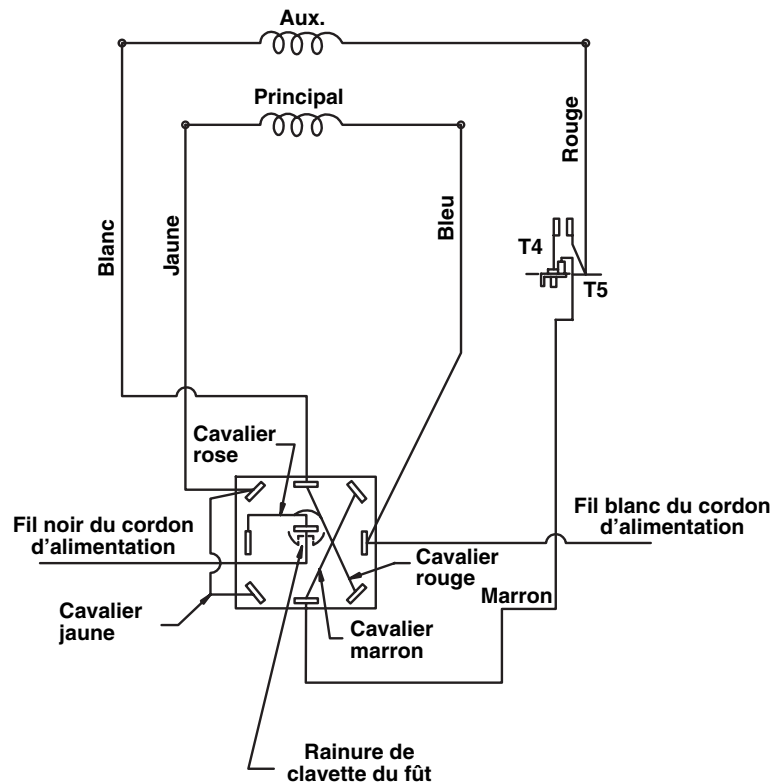 Aux.
Principal
Rouge
Bleu
Blanc
Jaune
T4
T5
Cavalier
rose
Fil noir du cordon
d’alimentation
Fil blanc du cordon
d’alimentation
Cavalier
rouge
Marron
Cavalier
jaune
Cavalier
marron
Rainure de
clavette du fût